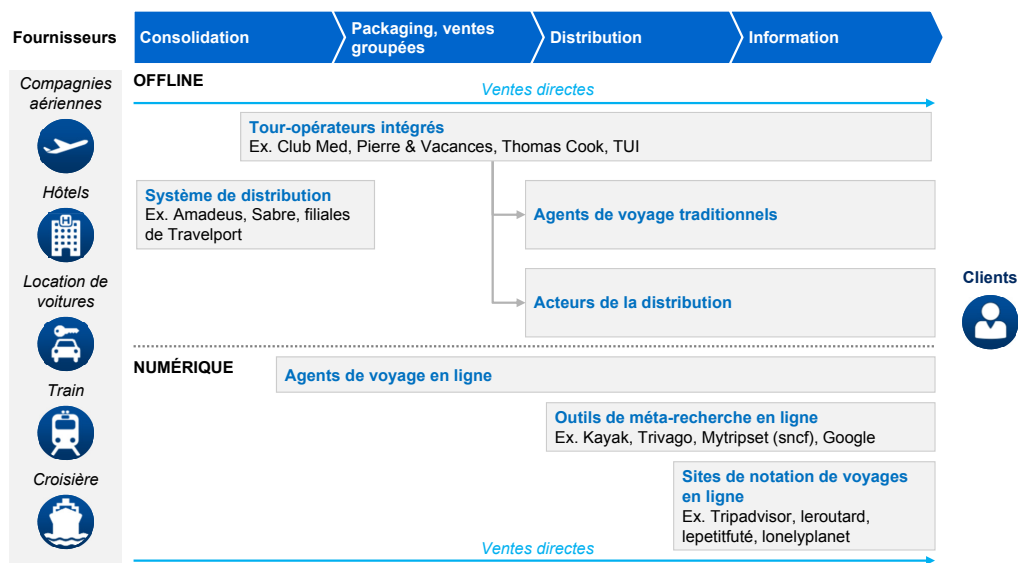 Fournisseurs
Consolidation
Packaging, ventes
groupées
Distribution
Information
Compagnies
aériennes
Hôtels
Location de
voitures
Train
Croisière
OFFLINE
Ventes directes
Tour-opérateurs intégrés
Ex. Club Med, Pierre & Vacances, Thomas Cook, TUI
Système de distribution
Ex. Amadeus, Sabre, filiales
de Travelport
Agents de voyage traditionnels
Acteurs de la distribution
NUMÉRIQUE
Agents de voyage en ligne
Outils de méta-recherche en ligne
Ex. Kayak, Trivago, Mytripset (sncf), Google
Sites de notation de voyages
en ligne
Ex. Tripadvisor, leroutard,
lepetitfuté, lonelyplanet
Ventes directes
Clients